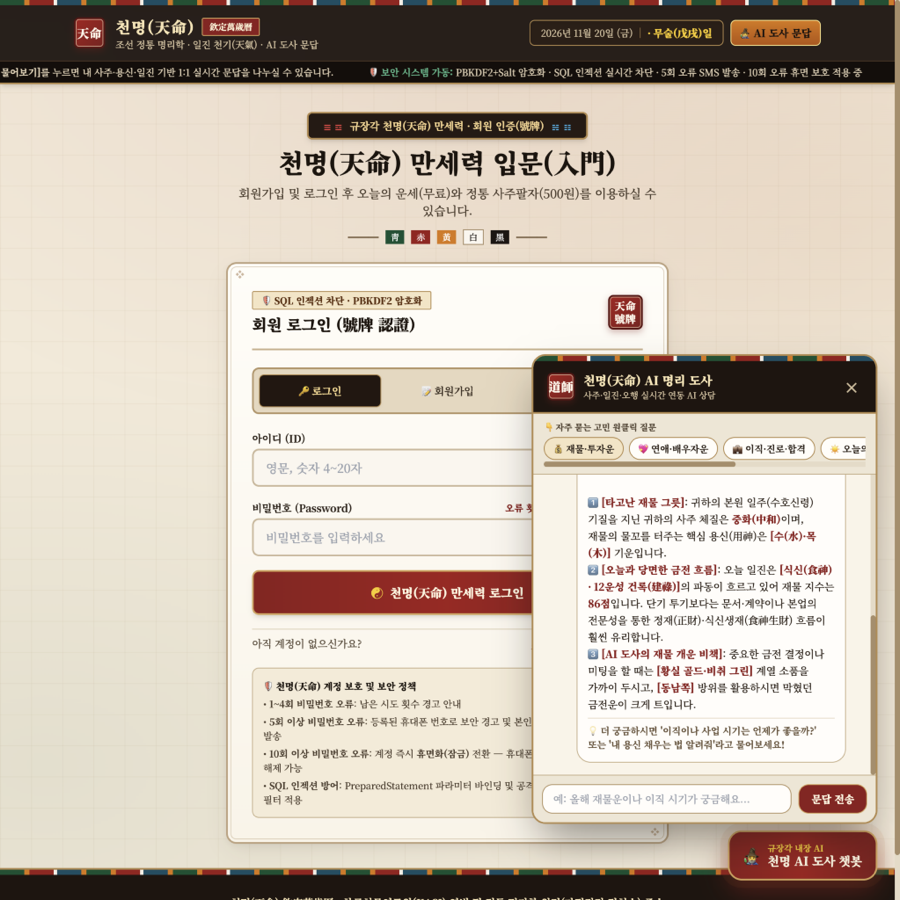 天命
천명(天命) 欽定萬歲曆
조선 정통 명리학 · 일진 천기(天氣) · AI 도사 문답
2026년 11월 20일 (금) · 무술(戊戌)일
AI 도사 문답
물어보기]를 누르면 내 사주·용신·일진 기반 1:1 실시간 문답을 나누실 수 있습니다.
보안 시스템 가동: PBKDF2+Salt 암호화 · SQL 인젝션 실시간 차단 · 5회 오류 SMS 발송 · 10회 오류 휴면 보호 적용 중
규장각 천명(天命) 만세력 · 회원 인증(號牌)
천명(天命) 만세력 입문(入門)
회원가입 및 로그인 후 오늘의 운세(무료)와 정통 사주팔자(500원)를 이용하실 수
있습니다.
靑 赤 黃 白 黑
SQL 인젝션 차단 · PBKDF2 암호화
회원 로그인 (號牌 認證)
天命
號牌
로그인
회원가입
아이디 (ID)
영문, 숫자 4~20자
비밀번호 (Password)
오류 횟
비밀번호를 입력하세요
천명(天命) 만세력 로그인
아직 계정이 없으신가요?
천명(天命) 계정 보호 및 보안 정책
• 1~4회 비밀번호 오류: 남은 시도 횟수 경고 안내
• 5회 이상 비밀번호 오류: 등록된 휴대폰 번호로 보안 경고 및 본인
발송
• 10회 이상 비밀번호 오류: 계정 즉시 휴면화(잠금) 전환 — 휴대폰
해제 가능
• SQL 인젝션 방어: PreparedStatement 파라미터 바인딩 및 공격
필터 적용
道師
천명(天命) AI 명리 도사
사주·일진·오행 실시간 연동 AI 상담
✕
자주 묻는 고민 원클릭 질문
재물·투자운
연애·배우자운
이직·진로·합격
오늘의
1 [타고난 재물 그릇]: 귀하의 본원 일주(수호신령)
기질을 지닌 귀하의 사주 체질은 중화(中和)이며,
재물의 물꼬를 터주는 핵심 용신(用神)은 [수(水)·목
(木)] 기운입니다.
2 [오늘과 당면한 금전 흐름]: 오늘 일진은 [식신(食神)
· 12운성 건록(建祿)]의 파동이 흐르고 있어 재물 지수는
86점입니다. 단기 투기보다는 문서·계약이나 본업의
전문성을 통한 정재(正財)·식신생재(食神生財) 흐름이
훨씬 유리합니다.
3 [AI 도사의 재물 개운 비책]: 중요한 금전 결정이나
미팅을 할 때는 [황실 골드·비취 그린] 계열 소품을
가까이 두시고, [동남쪽] 방위를 활용하시면 막혔던
금전운이 크게 트입니다.
더 궁금하시면 '이직이나 사업 시기는 언제가 좋을까?'
또는 '내 용신 채우는 법 알려줘'라고 물어보세요!
예: 올해 재물운이나 이직 시기가 궁금해요...
문답 전송
규장각 내장 AI
천명 AI 도사 챗봇